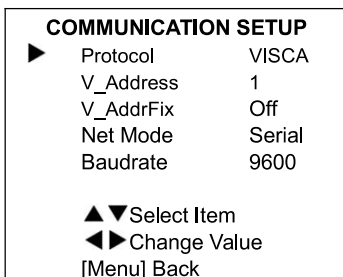 COMMUNICATION SETUP
▶ Protocol VISCA
V_Address 1
V_AddrFix Off
Net Mode Serial
Baudrate 9600
▲▼Select Item
◀▶Change Value
[Menu] Back